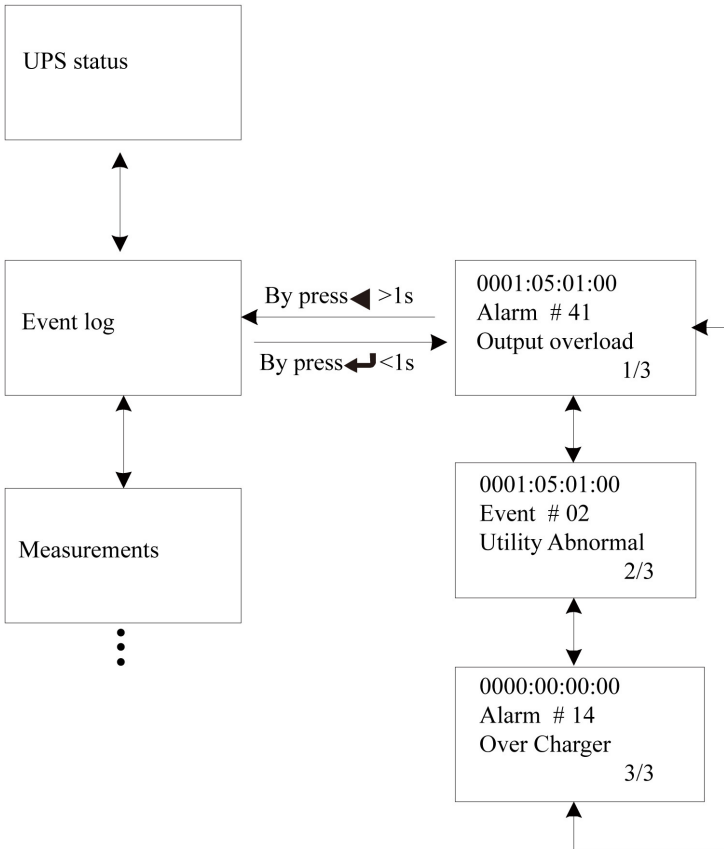 UPS status
Event log
By press >1s
By press <1s
0001:05:01:00
Alarm # 41
Output overload
1/3
0001:05:01:00
Event # 02
Utility Abnormal
2/3
Measurements
0000:00:00:00
Alarm # 14
Over Charger
3/3